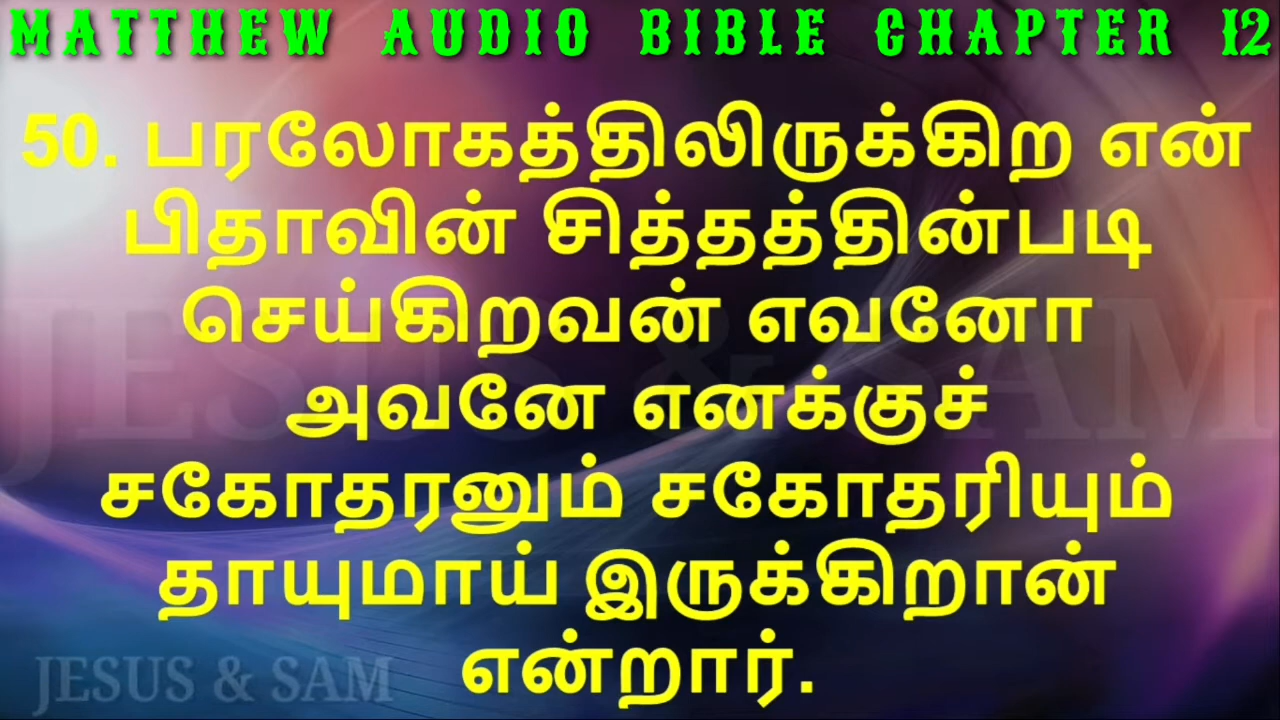 MATTHEW AUDIO BIBLE CHAPTER 12
50. பரலோகத்திலிருக்கிற என்
பிதாவின் சித்தத்தின்படி
செய்கிறவன் எவனோ
அவனே எனக்குச்
சகோதரனும் சகோதரியும்
தாயுமாய் இருக்கிறான்
என்றார்.
JESUS & SAM
JESUS & SAM